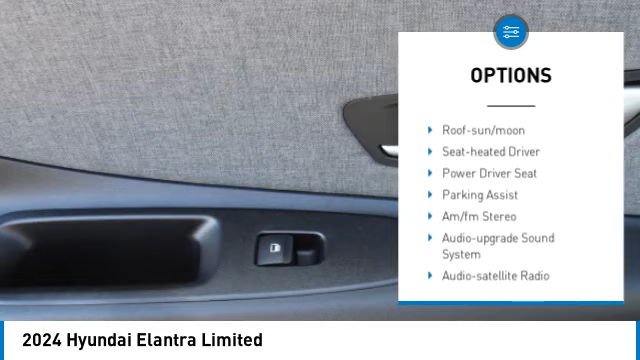 OPTIONS
Roof-sun/moon
Seat-heated Driver
Power Driver Seat
Parking Assist
Am/fm Stereo
Audio-upgrade Sound
System
Audio-satellite Radio
2024 Hyundai Elantra Limited